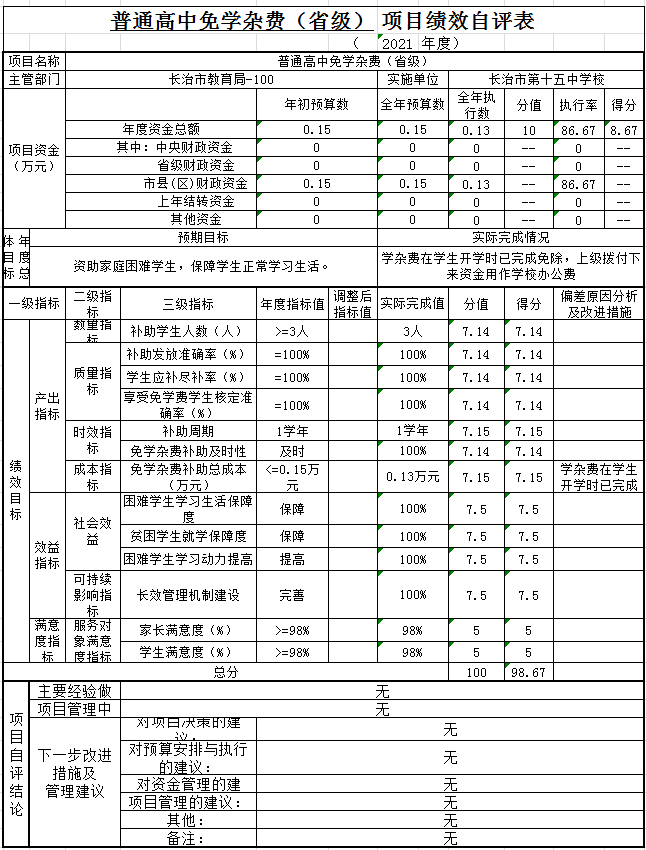 普通高中免学杂费（省级） 项目绩效自评表
（ 2021 年度）
项目名称 普通高中免学杂费（省级）
主管部门 长治市教育局-100 实施单位 长治市第十五中学校
项目资金
（万元）
年初预算数 全年预算数 全年执行数 分值 执行率 得分
年度资金总额 0.15 0.15 0.13 10 86.67 8.67
其中：中央财政资金 0 0 0 -- 0 --
省级财政资金 0 0 0 -- 0 --
市县(区)财政资金 0.15 0.15 0.13 -- 86.67 --
上年结转资金 0 0 0 -- 0 --
其他资金 0 0 0 -- 0 --
年度总体目标
预期目标 实际完成情况
资助家庭困难学生，保障学生正常学习生活。
学杂费在学生开学时已完成免除，上级拨付下
来资金用作学校办公费
一级指标 二级指标 三级指标 年度指标值 调整后指标值 实际完成值 分值 得分 偏差原因分析及改进措施
绩效目标
产出指标
数量指标 补助学生人数（人） >=3人 3人 7.14 7.14
质量指标 补助发放准确率（%） =100% 100% 7.14 7.14
学生应补尽补率（%） =100% 100% 7.14 7.14
享受免学费学生核定准确率（%） =100% 100% 7.14 7.14
时效指标 补助周期 1学年 1学年 7.15 7.15
免学杂费补助及时性 及时 100% 7.14 7.14
成本指标 免学杂费补助总成本（万元） <=0.15万元 0.13万元 7.15 7.15 学杂费在学生开学时已完成
效益指标
社会效益 困难学生学习生活保障度 保障 100% 7.5 7.5
贫困学生就学保障度 保障 100% 7.5 7.5
困难学生学习动力提高 提高 100% 7.5 7.5
可持续影响指标 长效管理机制建设 完善 100% 7.5 7.5
满意度指标 服务对象满意度指标 家长满意度（%） >=98% 98% 5 5
学生满意度（%） >=98% 98% 5 5
总分 100 98.67
项目自评结论
主要经验做 无
项目管理中 无
下一步改进措施及管理建议
对项目决策的建议： 无
对预算安排与执行的建议： 无
对资金管理的建 无
项目管理的建议： 无
其他： 无
备注： 无